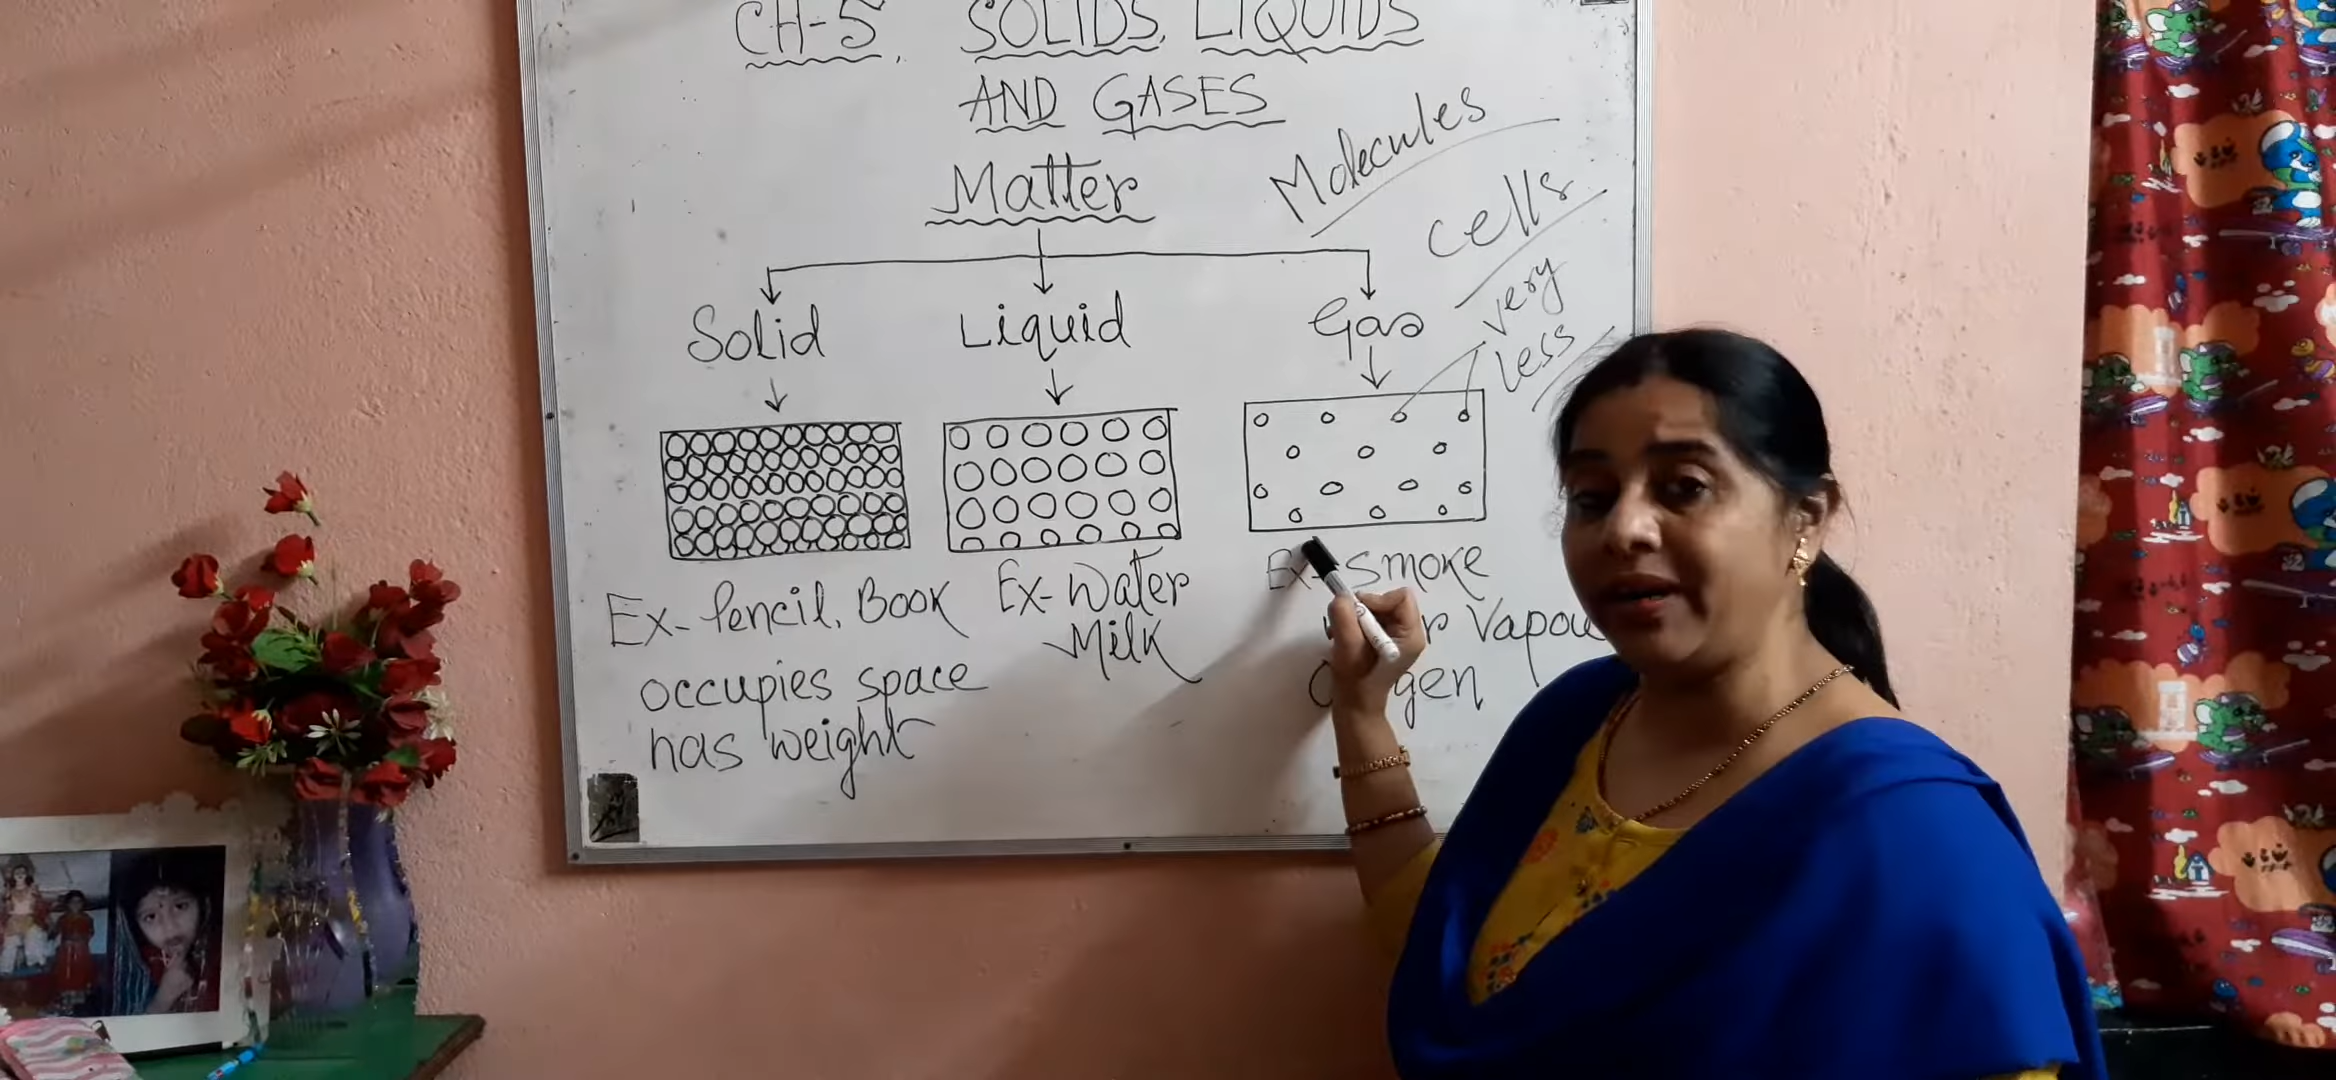 CH-5. SOLIDS, LIQUIDS
AND GASES
Matter
Molecules
Cells
very
less
Solid
Liquid
Gas
Ex- Pencil, Book
occupies space
has weight
Ex- Water
Milk
Ex- Smoke
Vapou